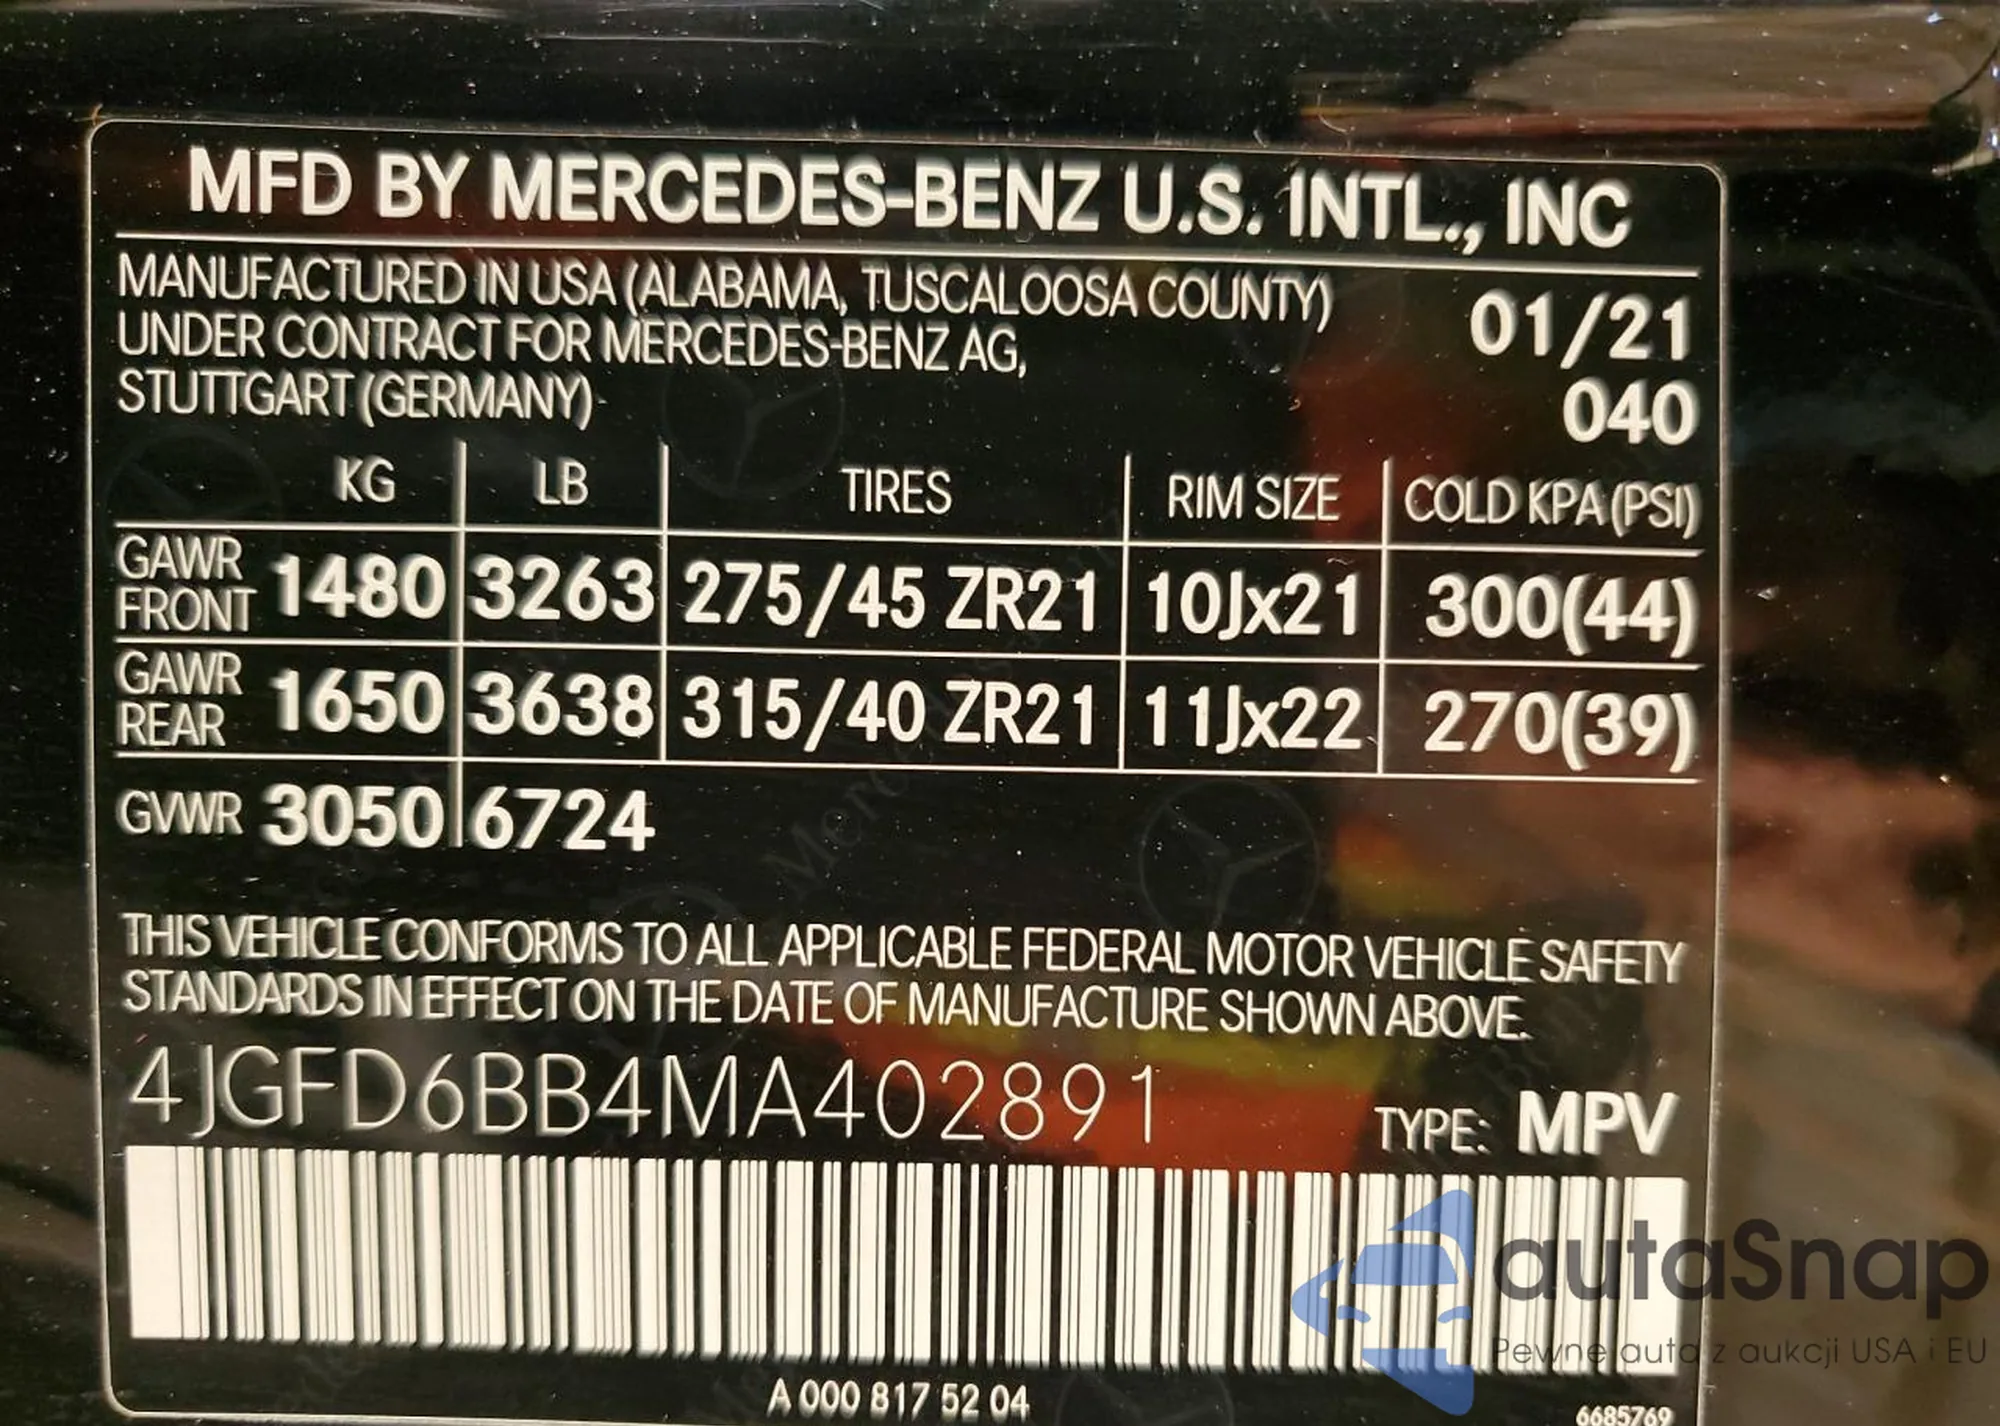 MFD BY MERCEDES-BENZ U.S. INTL., INC
MANUFACTURED IN USA (ALABAMA, TUSCALOOSA COUNTY) 01/21
UNDER CONTRACT FOR MERCEDES-BENZ AG,
STUTTGART (GERMANY) 040
KG LB TIRES RIM SIZE COLD KPA (PSI)
GAWR FRONT 1480 3263 275/45 ZR21 10Jx21 300(44)
GAWR REAR 1650 3638 315/40 ZR21 11Jx22 270(39)
GVWR 3050 6724
THIS VEHICLE CONFORMS TO ALL APPLICABLE FEDERAL MOTOR VEHICLE SAFETY
STANDARDS IN EFFECT ON THE DATE OF MANUFACTURE SHOWN ABOVE.
4JGFD6BB4MA402891 TYPE: MPV
autaSnap
Pewne auta z aukcji USA i EU
A 000 817 52 04
6685769